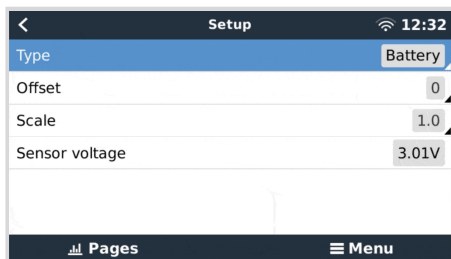 Setup 12:32
Type Battery
Offset 0
Scale 1.0
Sensor voltage 3.01V
Pages Menu